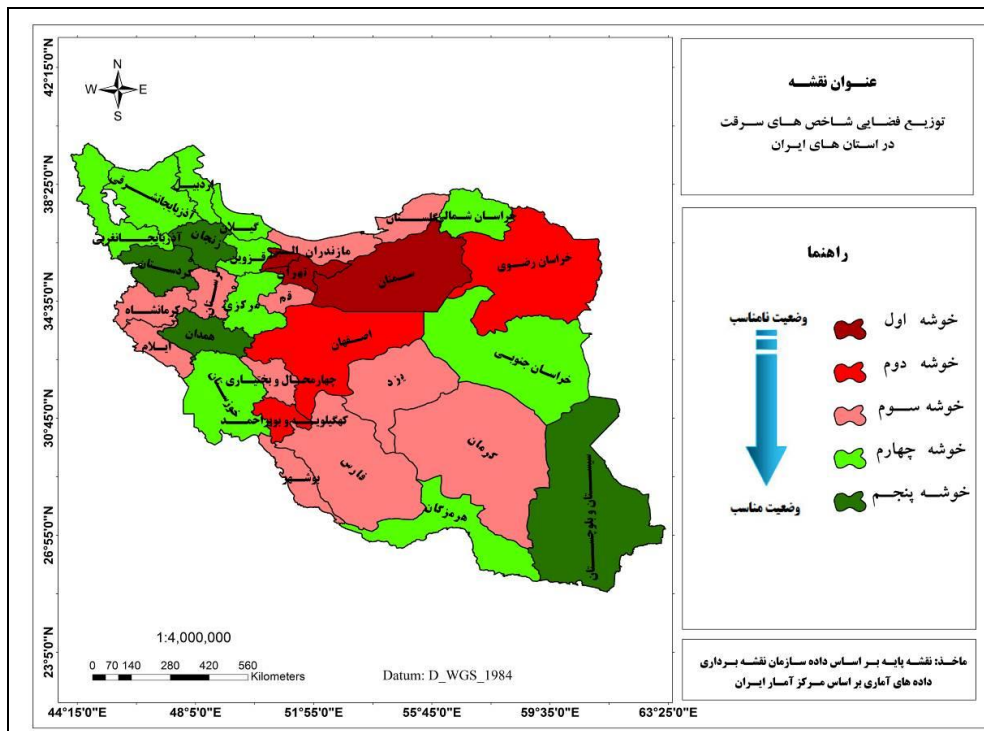 عنوان نقشه
توزیع فضایی شاخص های سرقت
در استان های ایران
راهنما
وضعیت نامناسب
خوشه اول
خوشه دوم
خوشه سوم
خوشه چهارم
خوشه پنجم
وضعیت مناسب
ماخذ: نقشه پایه بر اساس داده سازمان نقشه برداری
داده های آماری بر اساس مرکز آمار ایران
N
W E
S
42°15'0"N
38°25'0"N
34°35'0"N
30°45'0"N
26°55'0"N
23°5'0"N
اردبیل
آذربایجانشرقی
گیلان
آذربایجانغربی
زنجان
قزوین
مازندران
گلستان
خراسان شمالی
خراسان رضوی
سمنان
تهران
کردستان
قم
مرکزی
کرمانشاه
همدان
ایلام
اصفهان
خراسان جنوبی
یزد
چهارمحال و بختیاری
کهگیلویه و بویراحمد
کرمان
فارس
بوشهر
هرمزگان
سیستان و بلوچستان
1:4,000,000
0 70 140 280 420 560
Kilometers
Datum: D_WGS_1984
44°15'0"E 48°5'0"E 51°55'0"E 55°45'0"E 59°35'0"E 63°25'0"E